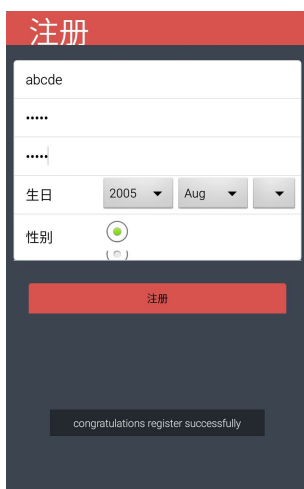 注册
abcde
•••••
•••••
生日 2005 Aug
性别
注册
congratulations register successfully